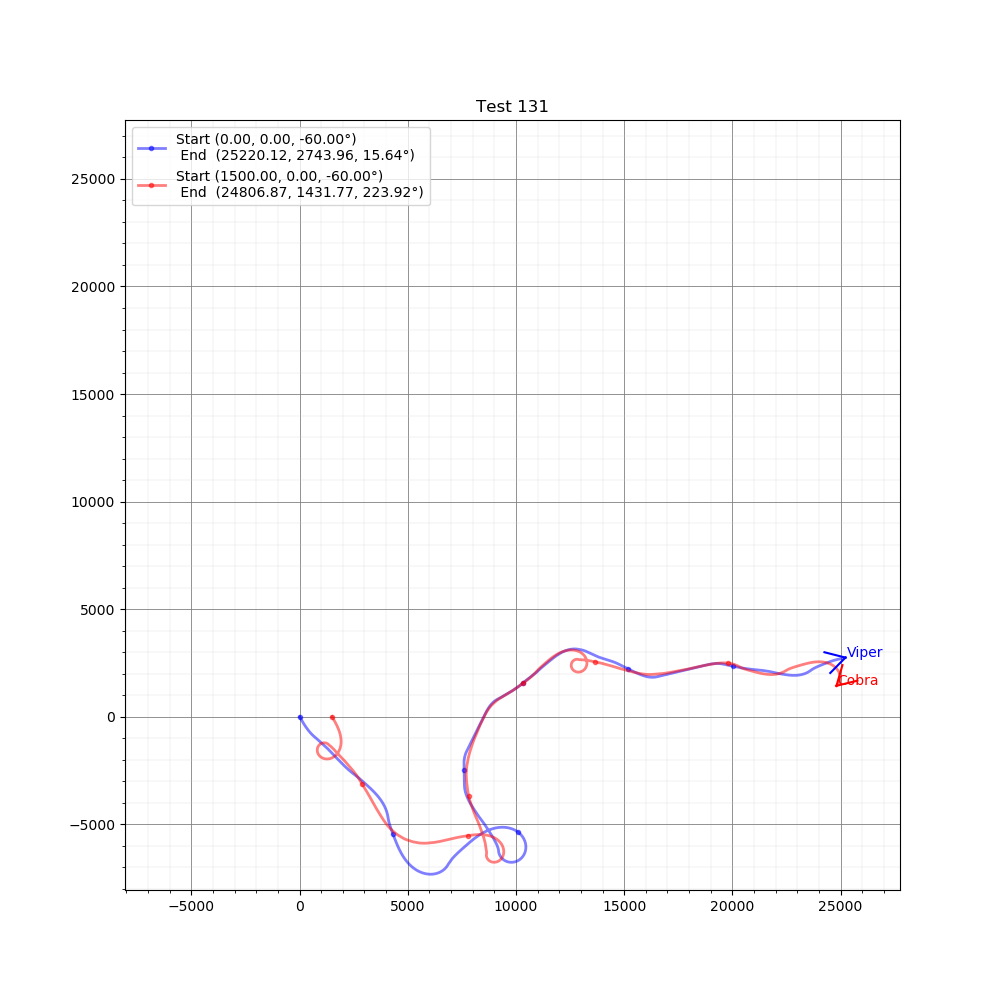 Test 131
Start (0.00, 0.00, -60.00°)
End  (25220.12, 2743.96, 15.64°)
Start (1500.00, 0.00, -60.00°)
End  (24806.87, 1431.77, 223.92°)
25000
20000
15000
10000
5000
0
−5000
Viper
Cobra
−5000
0
5000
10000
15000
20000
25000